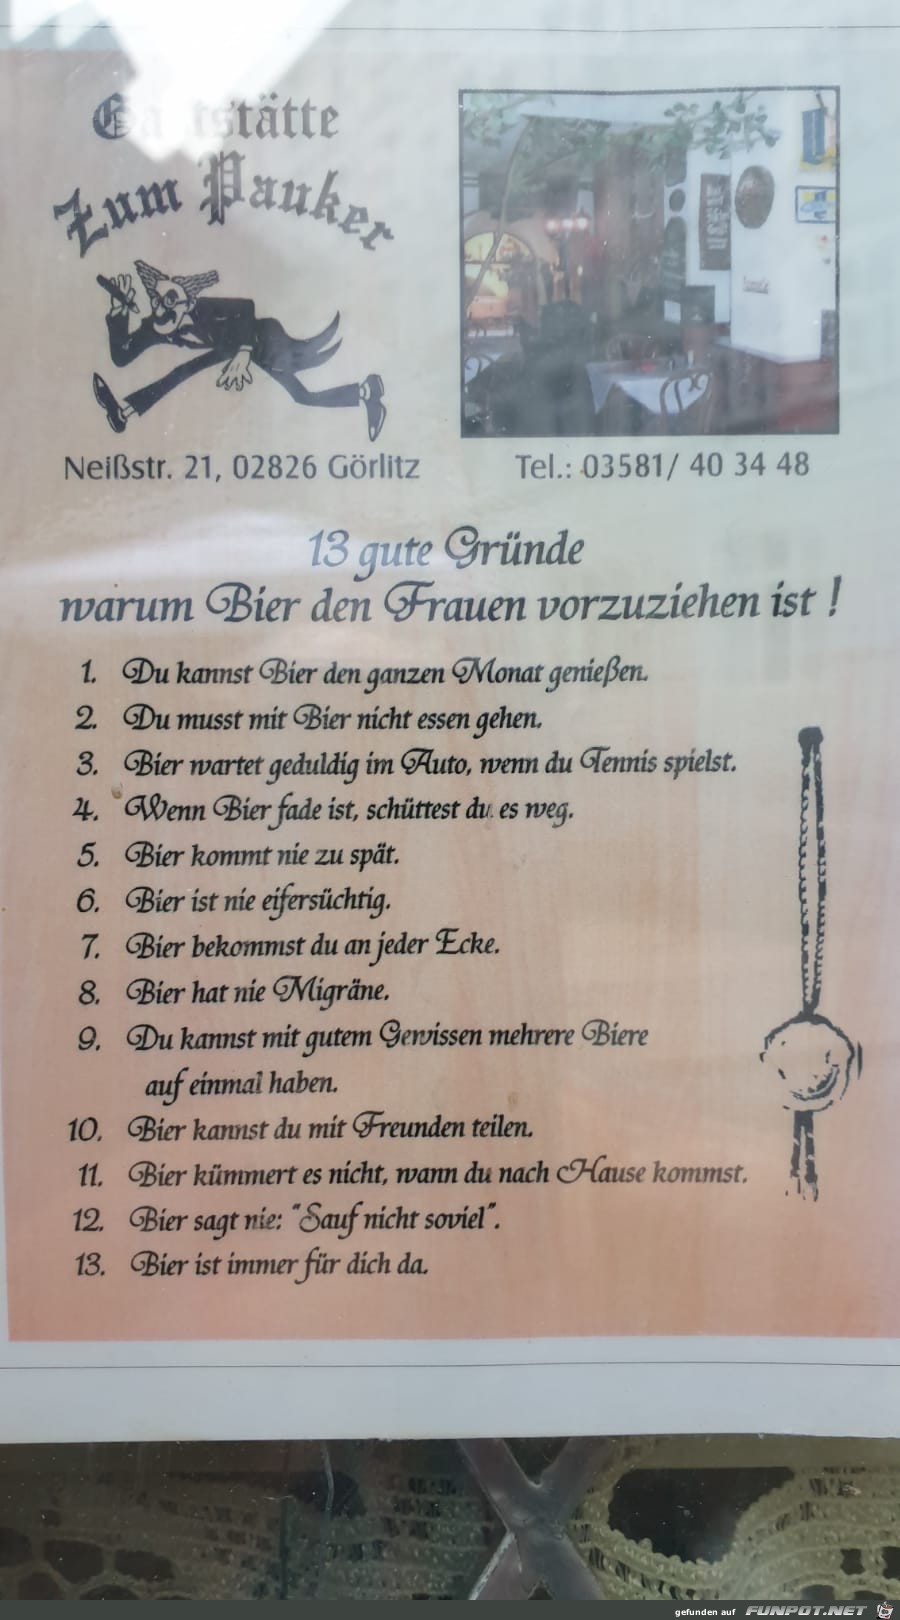 Gaststätte
Zum Pauker
Neißstr. 21, 02826 Görlitz
Tel.: 03581/ 40 34 48
13 gute Gründe
warum Bier den Frauen vorzuziehen ist !
1. Du kannst Bier den ganzen Monat genießen.
2. Du musst mit Bier nicht essen gehen.
3. Bier wartet geduldig im Auto, wenn du Tennis spielst.
4. Wenn Bier fade ist, schüttest du es weg.
5. Bier kommt nie zu spät.
6. Bier ist nie eifersüchtig.
7. Bier bekommst du an jeder Ecke.
8. Bier hat nie Migräne.
9. Du kannst mit gutem Gewissen mehrere Biere
auf einmal haben.
10. Bier kannst du mit Freunden teilen.
11. Bier kümmert es nicht, wann du nach Hause kommst.
12. Bier sagt nie: "Sauf nicht soviel".
13. Bier ist immer für dich da.
gefunden auf FUNPOT.NET